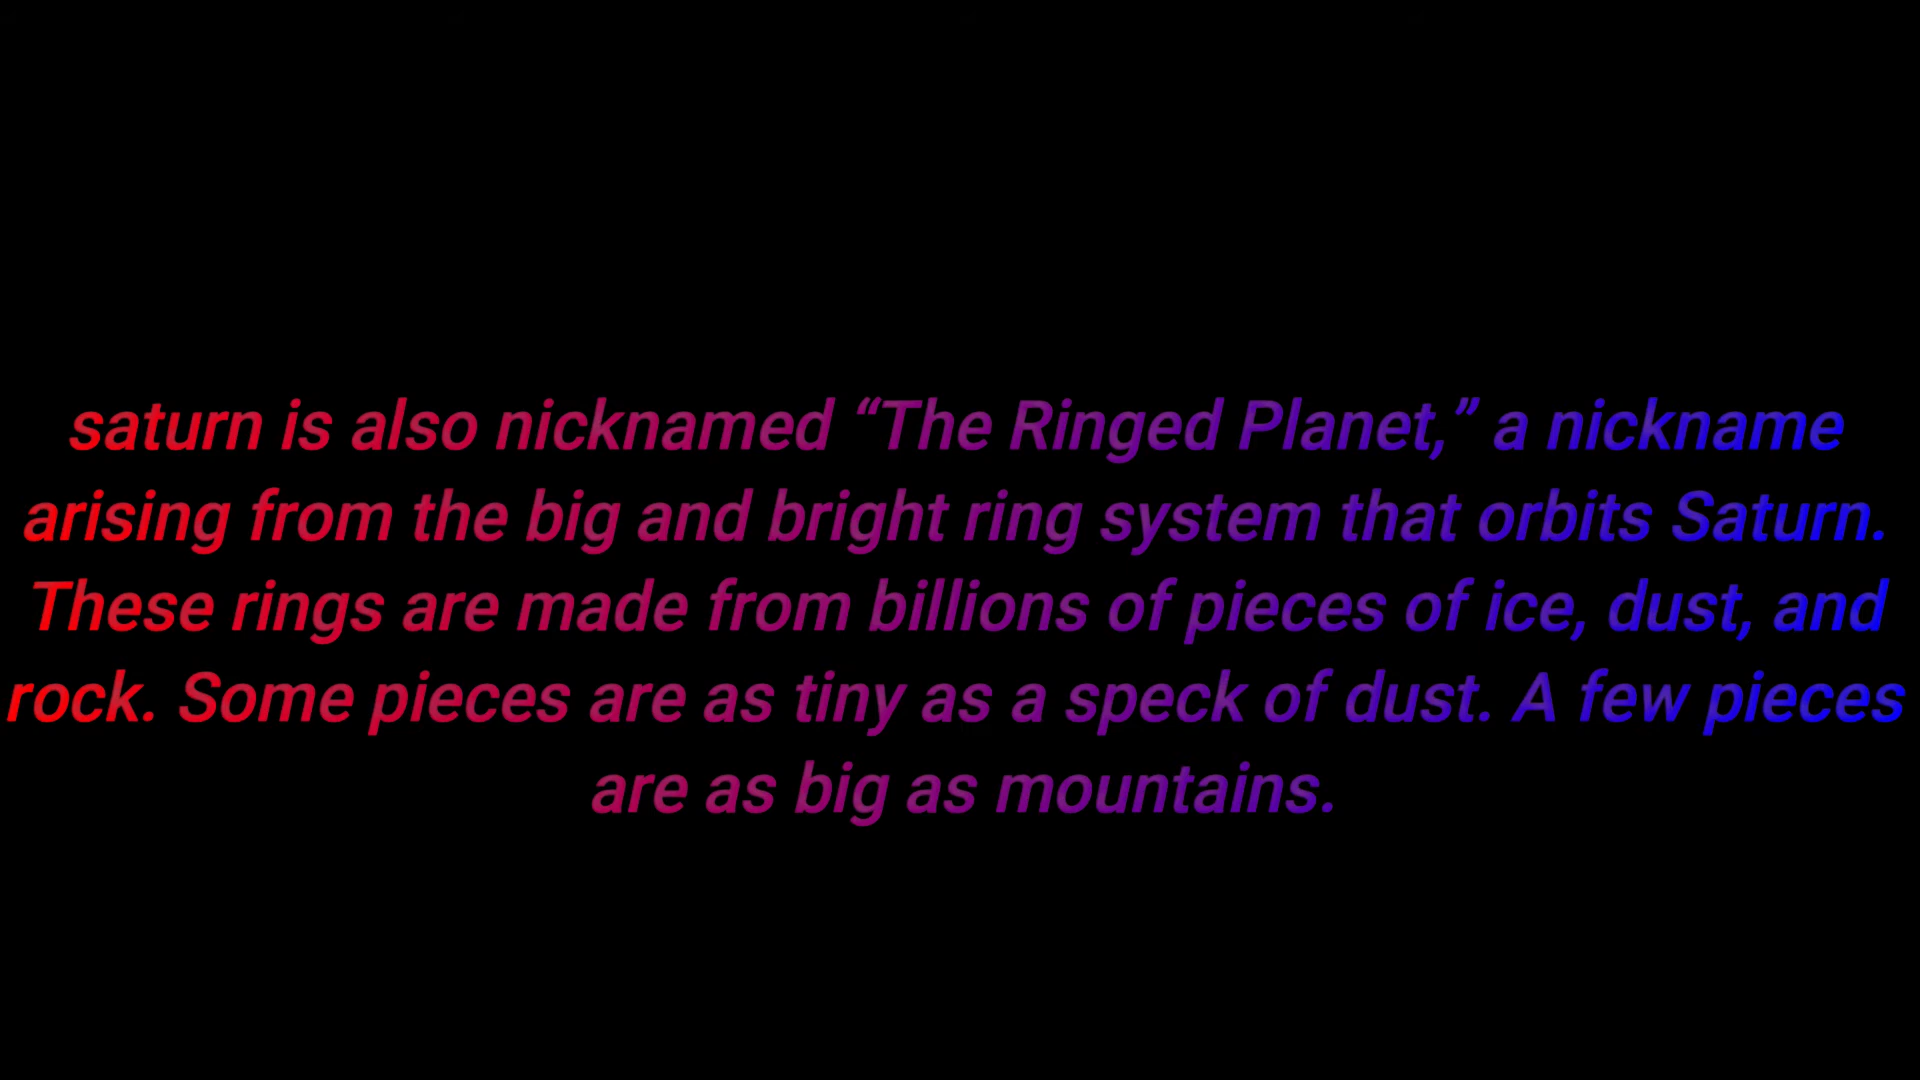 saturn is also nicknamed “The Ringed Planet,” a nickname
arising from the big and bright ring system that orbits Saturn.
These rings are made from billions of pieces of ice, dust, and
rock. Some pieces are as tiny as a speck of dust. A few pieces
are as big as mountains.